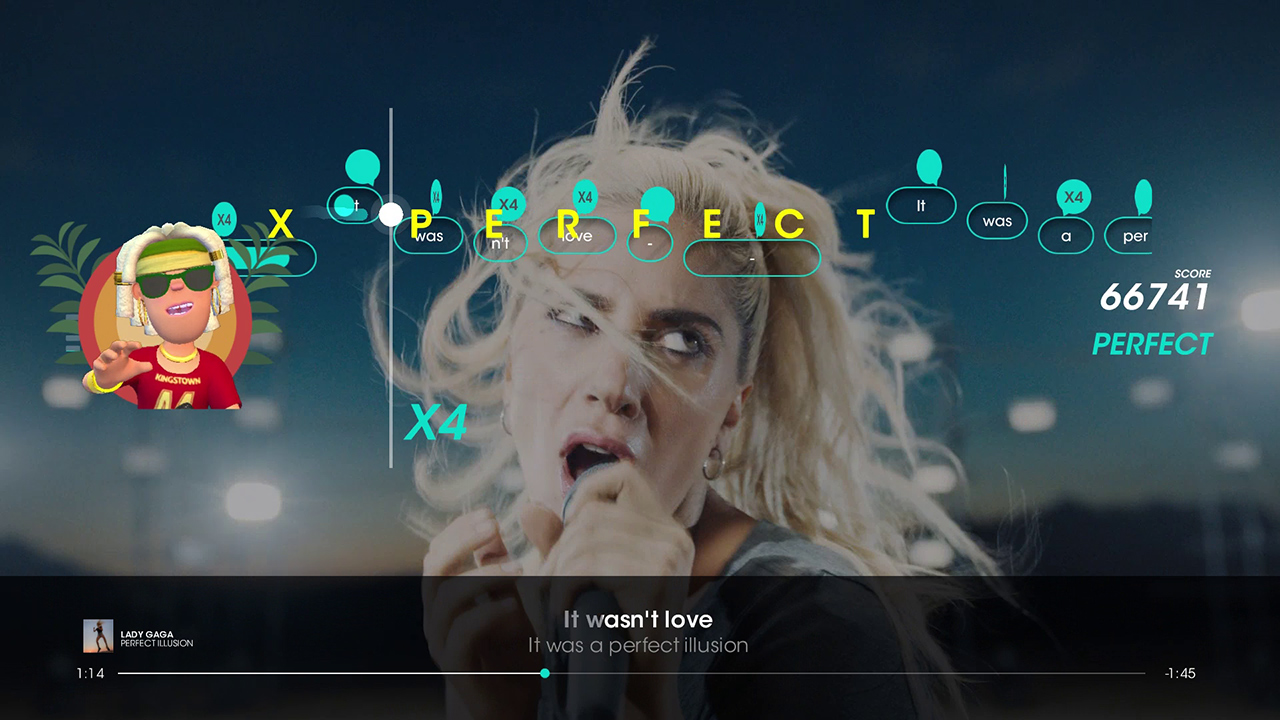 X4
X P E R F E C T
t was n't love - -
X4 X4 X4 X4
It was a per
X4
SCORE
66741
PERFECT
KINGSTOWN
X4
It wasn't love
It was a perfect illusion
LADY GAGA
PERFECT ILLUSION
1:14
-1:45